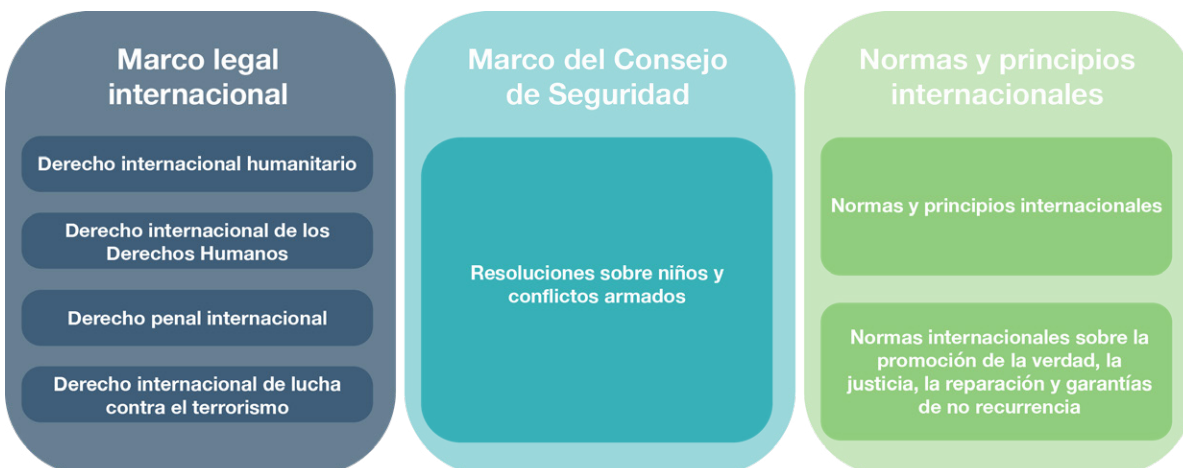 Marco legal
internacional
Derecho internacional humanitario
Derecho internacional de los
Derechos Humanos
Derecho penal internacional
Derecho internacional de lucha
contra el terrorismo
Marco del Consejo
de Seguridad
Resoluciones sobre niños y
conflictos armados
Normas y principios
internacionales
Normas y principios internacionales
Normas internacionales sobre la
promoción de la verdad, la
justicia, la reparación y garantías
de no recurrencia